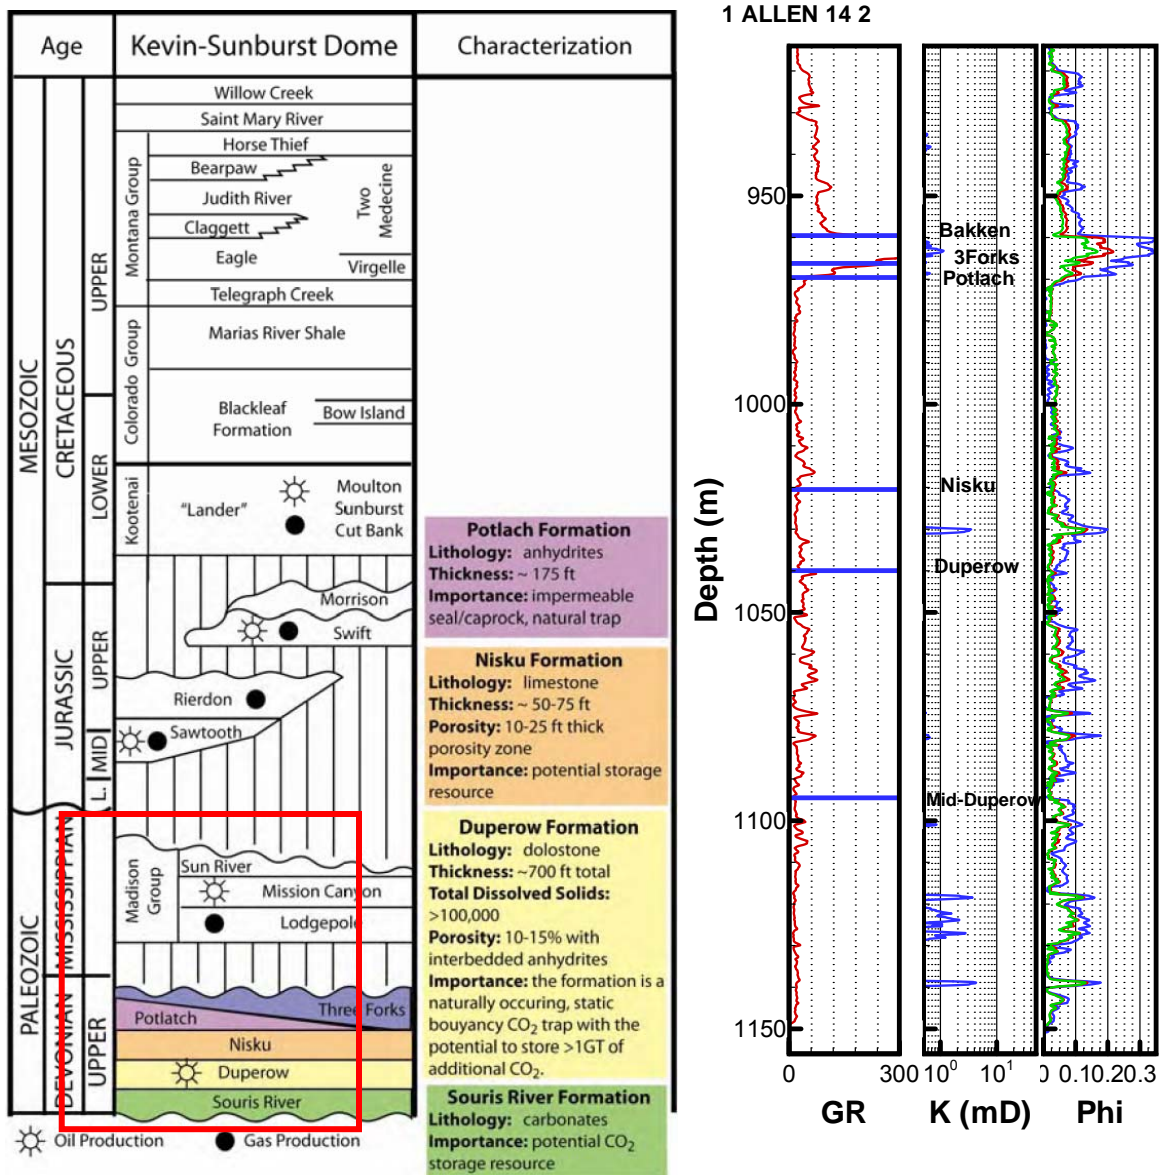 Age
Kevin-Sunburst Dome
Characterization
MESOZOIC
PALEOZOIC
CRETACEOUS
JURASSIC
MISSISSIPPIAN
DEVONIAN
UPPER
LOWER
UPPER
MID
L.
UPPER
Montana Group
Colorado Group
Kootenai
Willow Creek
Saint Mary River
Horse Thief
Bearpaw
Judith River
Claggett
Eagle
Two
Medecine
Virgelle
Telegraph Creek
Marias River Shale
Blackleaf
Formation
Bow Island
"Lander"
Moulton
Sunburst
Cut Bank
Morrison
Swift
Rierdon
Sawtooth
Madison
Group
Sun River
Mission Canyon
Lodgepole
Three Forks
Potlatch
Nisku
Duperow
Souris River
Oil Production
Gas Production
Potlach Formation
Lithology: anhydrites
Thickness: ~ 175 ft
Importance: impermeable
seal/caprock, natural trap
Nisku Formation
Lithology: limestone
Thickness: ~ 50-75 ft
Porosity: 10-25 ft thick
porosity zone
Importance: potential storage
resource
Duperow Formation
Lithology: dolostone
Thickness: ~700 ft total
Total Dissolved Solids:
>100,000
Porosity: 10-15% with
interbedded anhydrites
Importance: the formation is a
naturally occuring, static
bouyancy CO2 trap with the
potential to store >1GT of
additional CO2.
Souris River Formation
Lithology: carbonates
Importance: potential CO2
storage resource
1 ALLEN 14 2
Depth (m)
950
1000
1050
1100
1150
Bakken
3Forks
Potlach
Nisku
Duperow
Mid-Duperow
0 300
10^0 10^1
0 0.1 0.2 0.3
GR
K (mD)
Phi